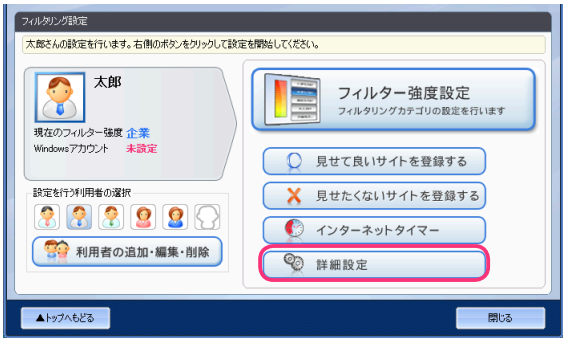 フィルタリング設定
太郎さんの設定を行います。右側のボタンをクリックして設定を開始してください。
太郎
現在のフィルター強度 企業
Windowsアカウント 未設定
設定を行う利用者の選択
利用者の追加・編集・削除
フィルター強度設定
フィルタリングカテゴリの設定を行います
見せて良いサイトを登録する
見せたくないサイトを登録する
インターネットタイマー
詳細設定
▲トップへもどる
閉じる